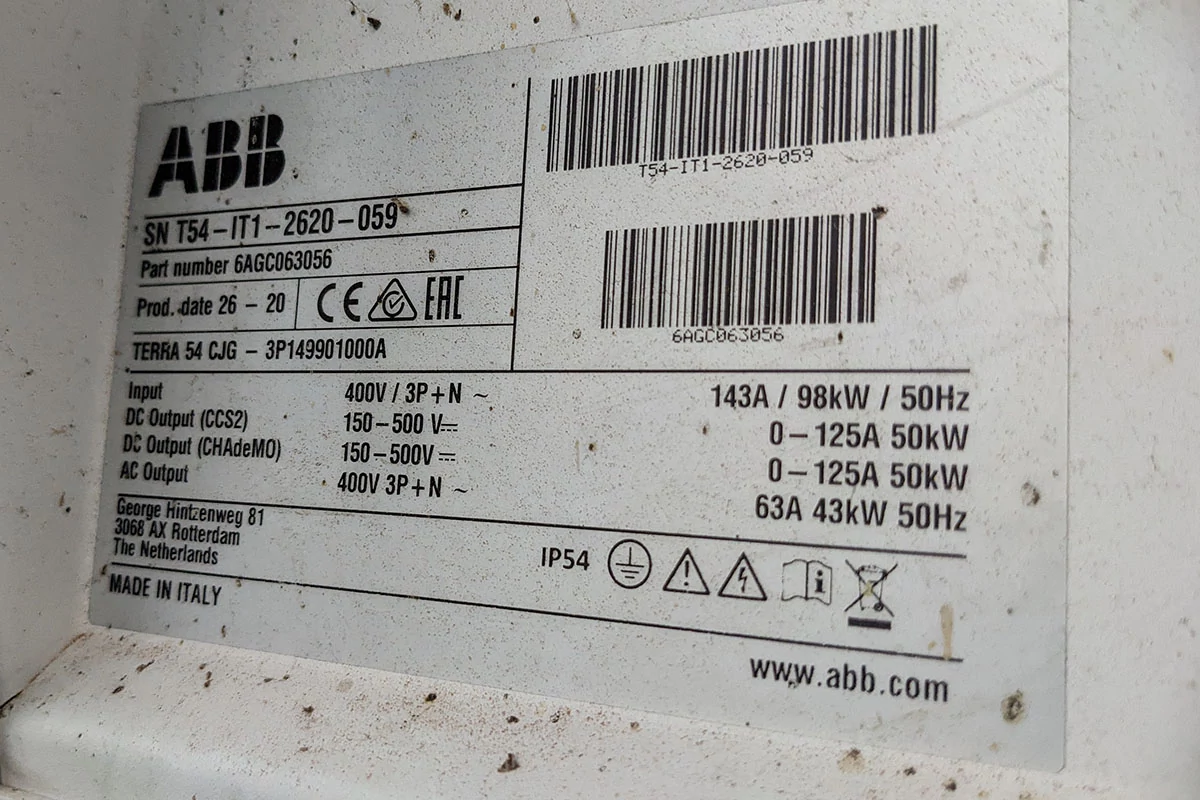 ABB
T54-IT1-2620-059
SN T54-IT1-2620-059
Part number 6AGC063056
Prod. date 26 - 20 CE EAC
6AGC063056
TERRA 54 CJG - 3P149901000A
Input 400V / 3P+N ~ 143A / 98kW / 50Hz
DC Output (CCS2) 150-500 V⎓ 0-125A 50kW
DC Output (CHAdeMO) 150-500V⎓ 0-125A 50kW
AC Output 400V 3P+N ~ 63A 43kW 50Hz
George Hintzenweg 81
3068 AX Rotterdam
The Netherlands
IP54
MADE IN ITALY
www.abb.com